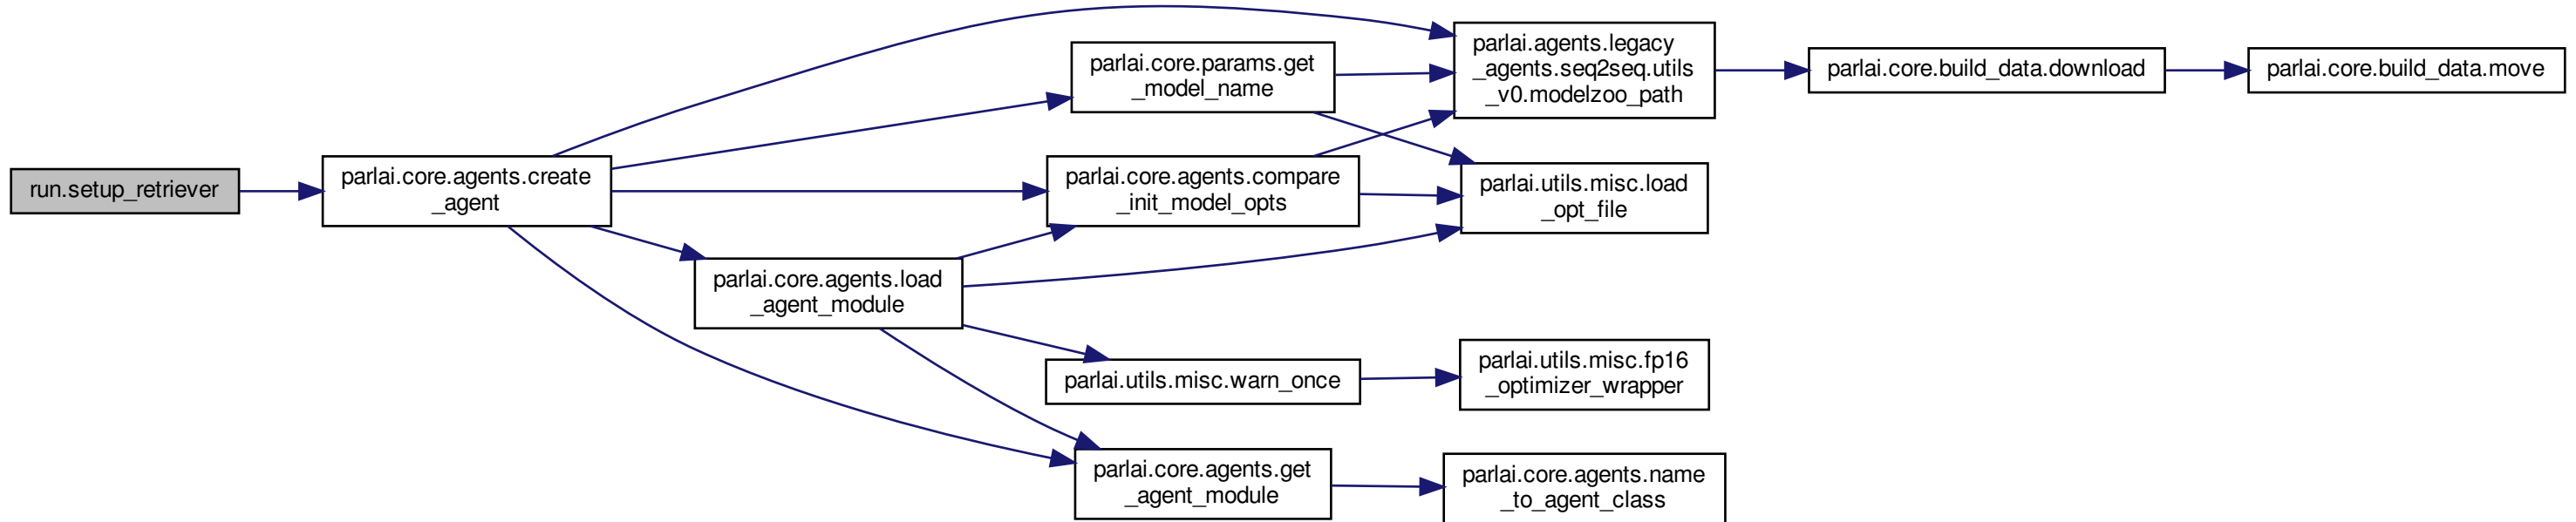 run.setup_retriever
parlai.core.agents.create
_agent
parlai.core.agents.load
_agent_module
parlai.core.params.get
_model_name
parlai.core.agents.compare
_init_model_opts
parlai.utils.misc.warn_once
parlai.core.agents.get
_agent_module
parlai.agents.legacy
_agents.seq2seq.utils
_v0.modelzoo_path
parlai.utils.misc.load
_opt_file
parlai.utils.misc.fp16
_optimizer_wrapper
parlai.core.agents.name
_to_agent_class
parlai.core.build_data.download
parlai.core.build_data.move